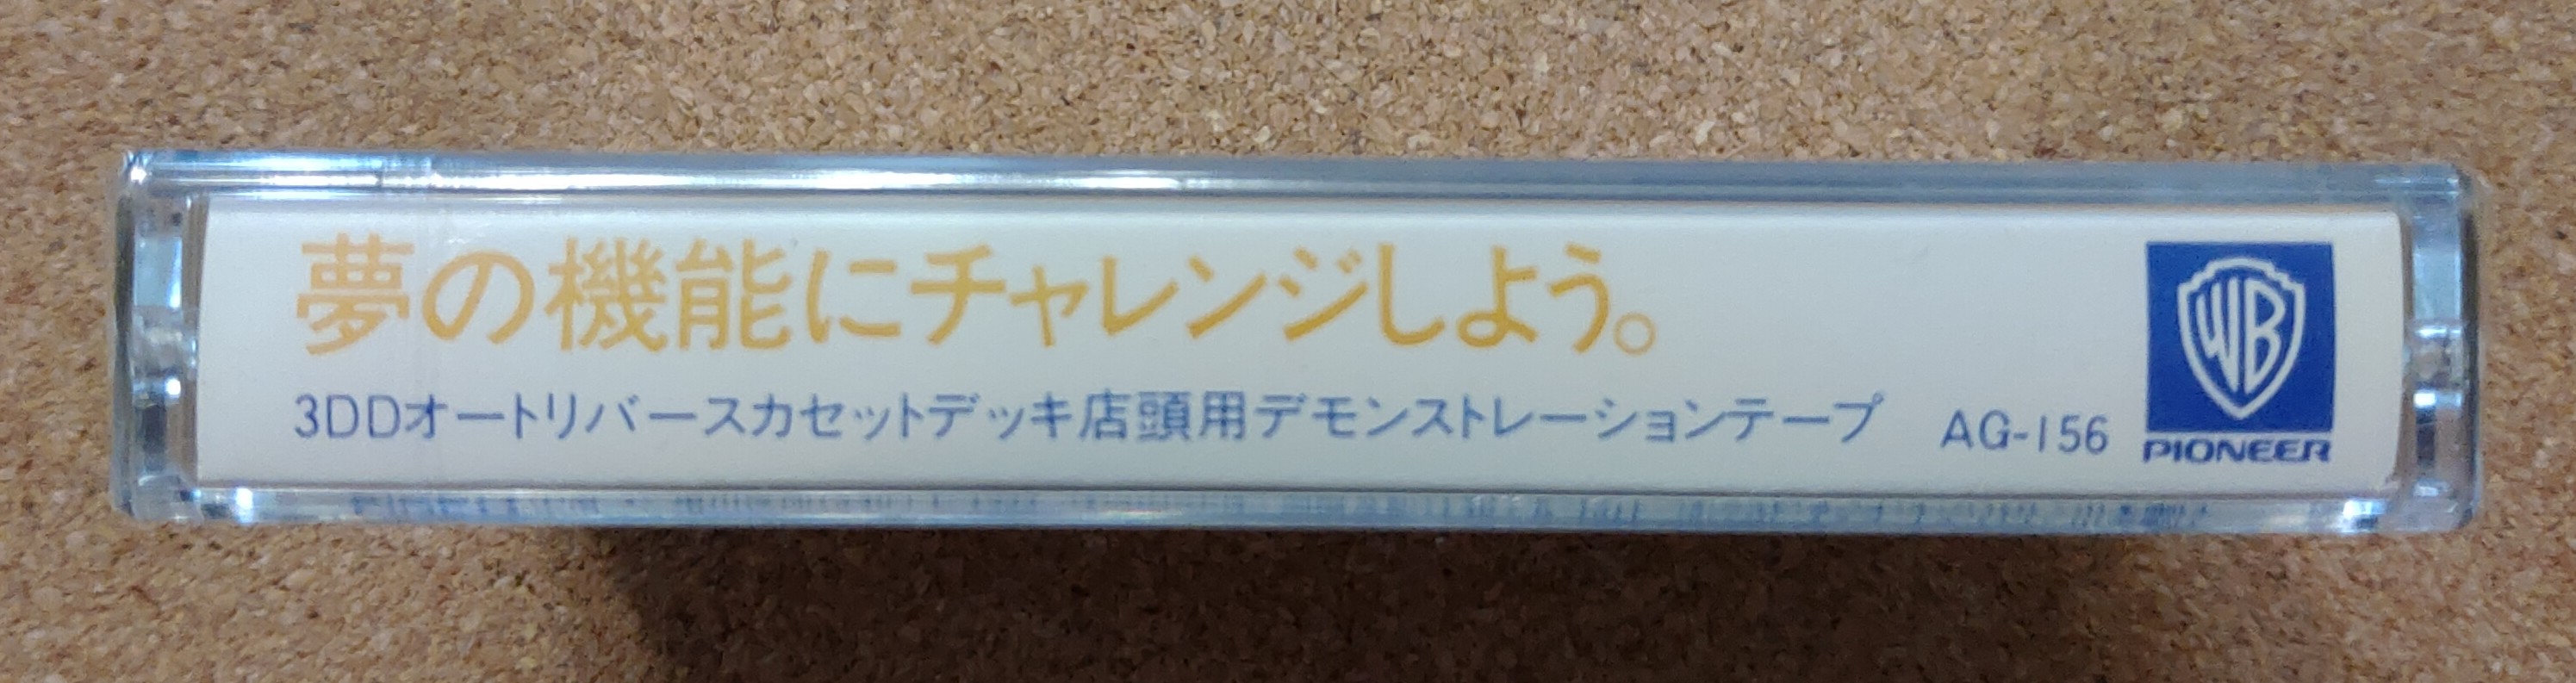 夢の機能にチャレンジしよう。
3DDオートリバースカセットデッキ店頭用デモンストレーションテープ AG-156
WB
PIONEER